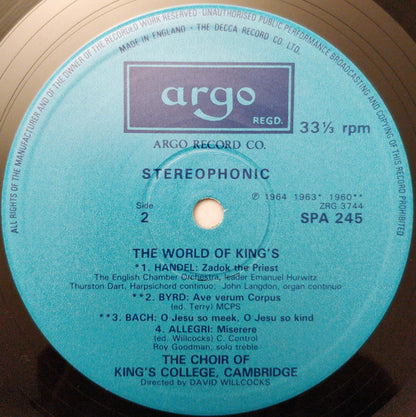 ALL RIGHTS OF THE MANUFACTURER AND OF THE OWNER OF THE RECORDED WORK RESERVED · UNAUTHORISED PUBLIC PERFORMANCE BROADCASTING AND COPYING OF THIS RECORD PROHIBITED
MADE IN ENGLAND · THE DECCA RECORD CO. LTD.
argo
REGD.
33⅓ rpm
ARGO RECORD CO.
STEREOPHONIC
Side
2
℗ 1964 1963* 1960**
ZRG 3744
SPA 245
THE WORLD OF KING'S
*1. HANDEL: Zadok the Priest
The English Chamber Orchestra, leader Emanuel Hurwitz
Thurston Dart, Harpsichord continuo, John Langdon, organ continuo
**2. BYRD: Ave verum Corpus
(ed. Terry) MCPS
**3. BACH: O Jesu so meek, O Jesu so kind
4. ALLEGRI: Miserere
(ed. Willcocks) C. Control
Roy Goodman, solo treble
THE CHOIR OF
KING'S COLLEGE, CAMBRIDGE
Directed by DAVID WILLCOCKS